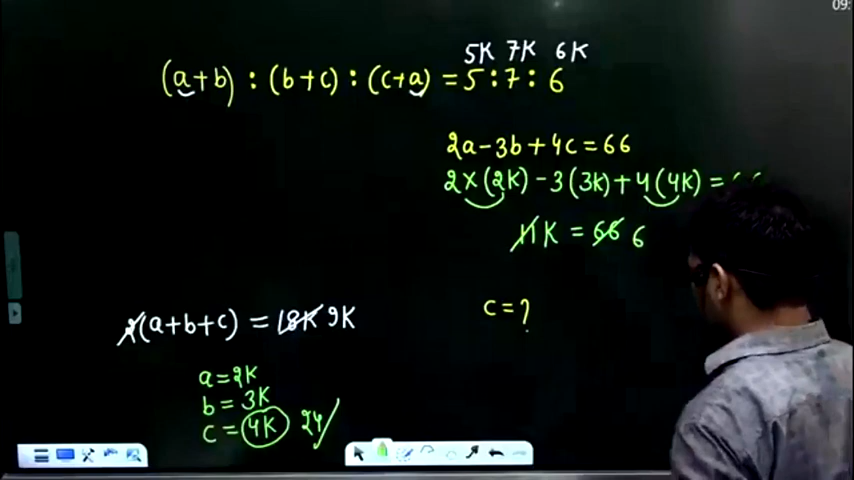 09:
5K 7K 6K
(a+b) : (b+c) : (c+a) = 5 : 7 : 6
2a-3b+4c=66
2×(2K)-3(3K)+4(4K)=
11K = 66 6
c=?
2(a+b+c) = 18K 9K
a=2K
b=3K
c=4K 24